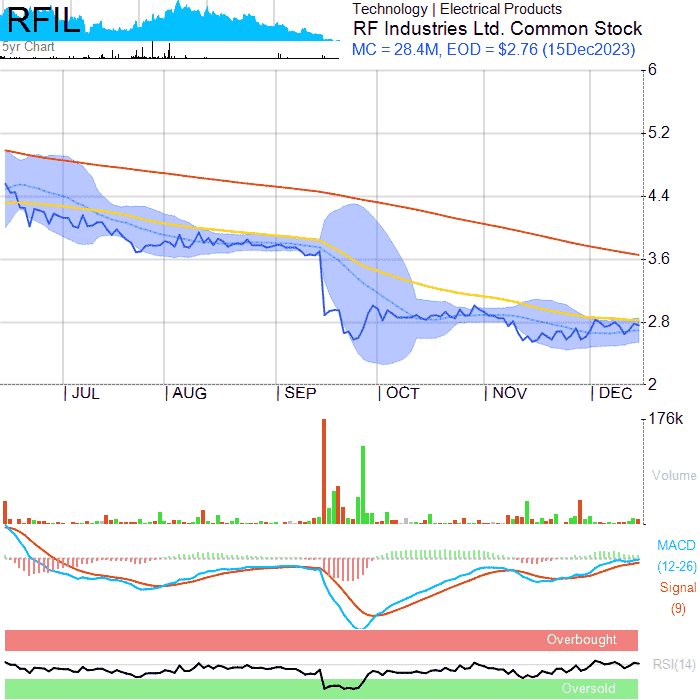 RFIL
5yr Chart
Technology | Electrical Products
RF Industries Ltd. Common Stock
MC = 28.4M, EOD = $2.76 (15Dec2023)
6
5.2
4.4
3.6
2.8
2
| JUL | AUG | SEP | OCT | NOV | DEC
176k
Volume
MACD
(12-26)
Signal
(9)
Overbought
RSI(14)
Oversold